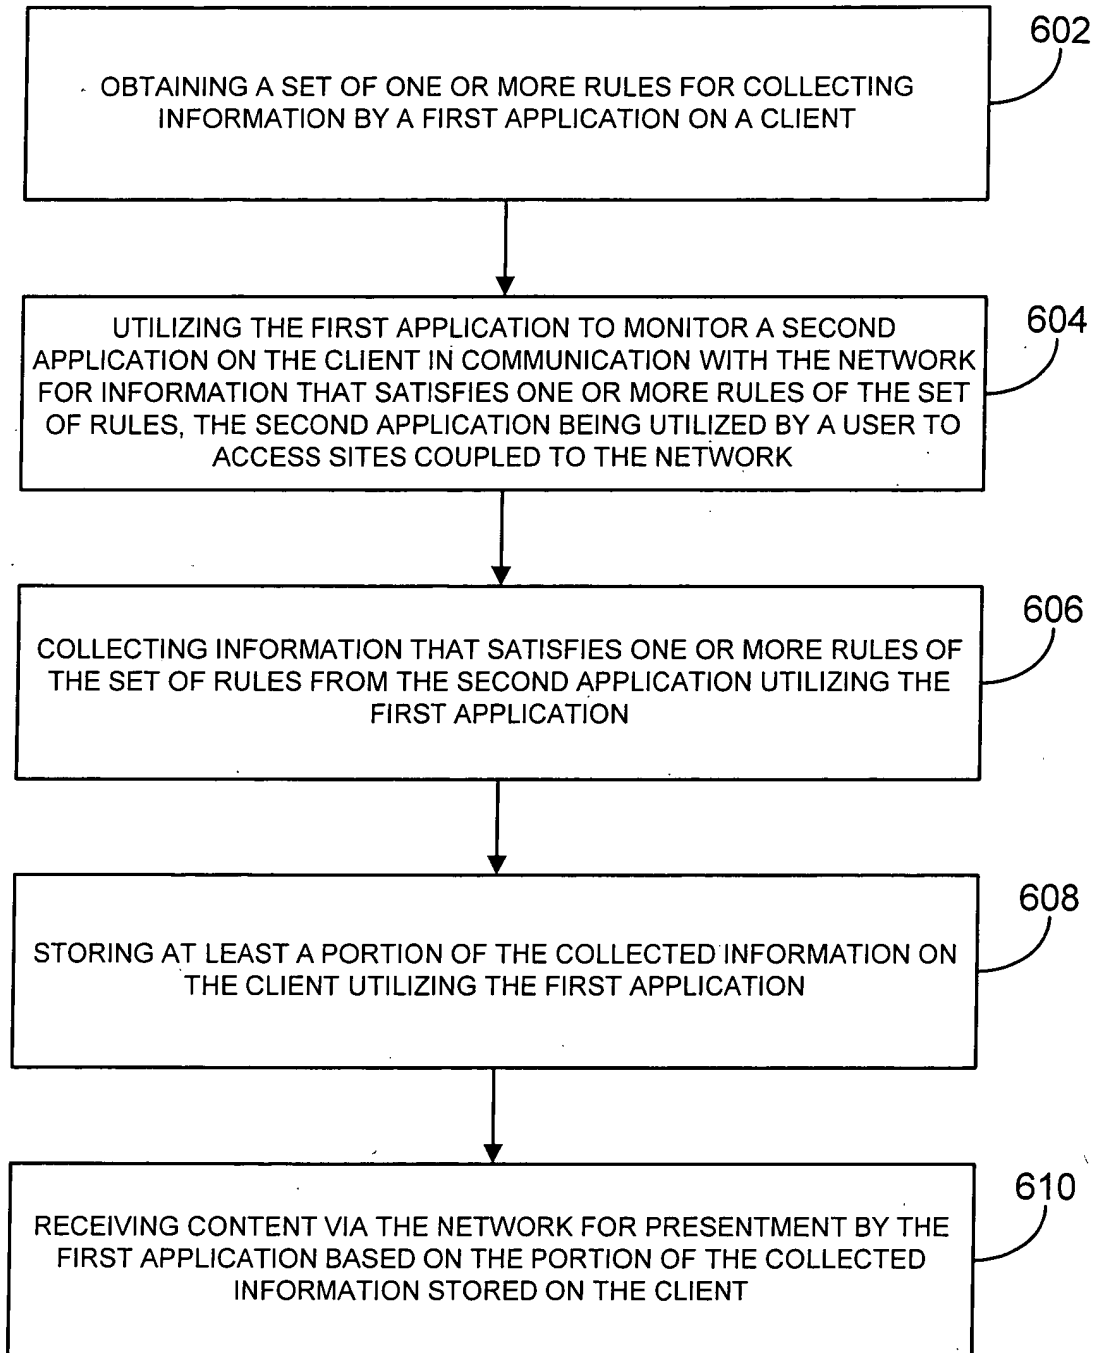 602
OBTAINING A SET OF ONE OR MORE RULES FOR COLLECTING
INFORMATION BY A FIRST APPLICATION ON A CLIENT
604
UTILIZING THE FIRST APPLICATION TO MONITOR A SECOND
APPLICATION ON THE CLIENT IN COMMUNICATION WITH THE NETWORK
FOR INFORMATION THAT SATISFIES ONE OR MORE RULES OF THE SET
OF RULES, THE SECOND APPLICATION BEING UTILIZED BY A USER TO
ACCESS SITES COUPLED TO THE NETWORK
606
COLLECTING INFORMATION THAT SATISFIES ONE OR MORE RULES OF
THE SET OF RULES FROM THE SECOND APPLICATION UTILIZING THE
FIRST APPLICATION
608
STORING AT LEAST A PORTION OF THE COLLECTED INFORMATION ON
THE CLIENT UTILIZING THE FIRST APPLICATION
610
RECEIVING CONTENT VIA THE NETWORK FOR PRESENTMENT BY THE
FIRST APPLICATION BASED ON THE PORTION OF THE COLLECTED
INFORMATION STORED ON THE CLIENT